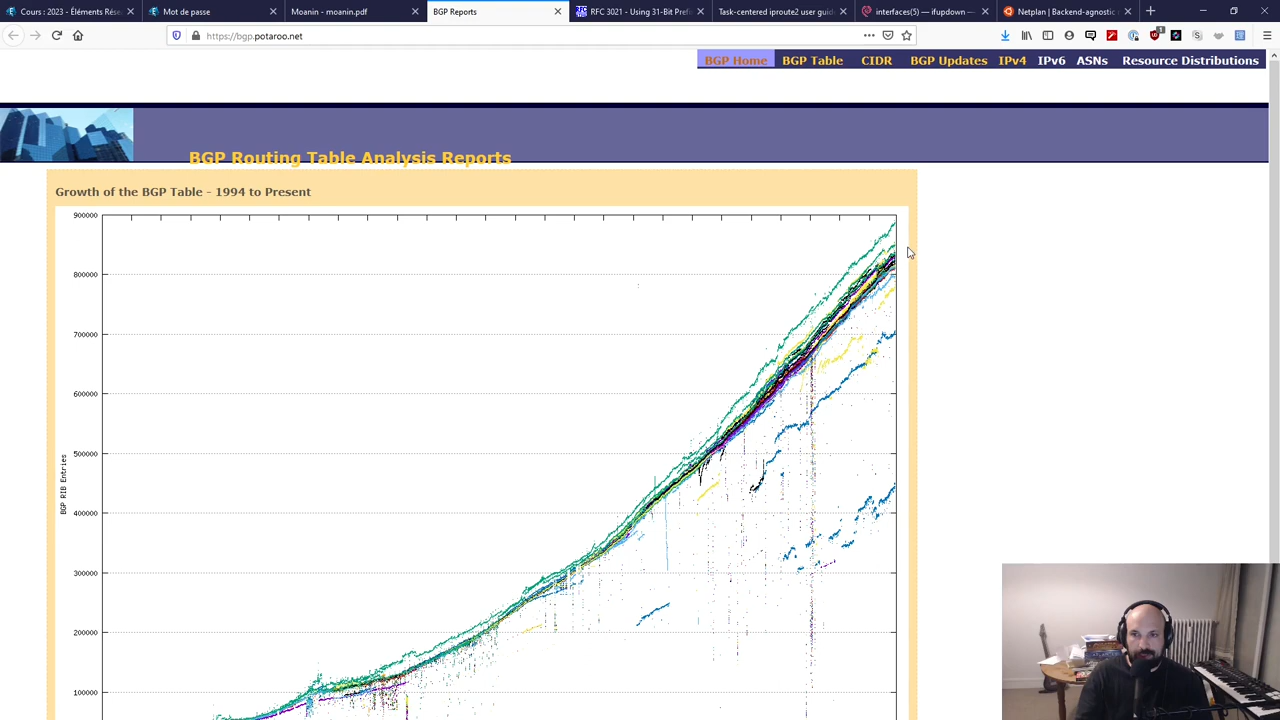 Cours : 2023 - Éléments Rése
Mot de passe
Moanin - moanin.pdf
BGP Reports
RFC 3021 - Using 31-Bit Prefi
Task-centered iproute2 user guid
interfaces(5) — ifupdown —
Netplan | Backend-agnostic
https://bgp.potaroo.net
BGP Home
BGP Table
CIDR
BGP Updates
IPv4
IPv6
ASNs
Resource Distributions
BGP Routing Table Analysis Reports
Growth of the BGP Table - 1994 to Present
900000
800000
700000
600000
500000
400000
300000
200000
100000
BGP RIB Entries